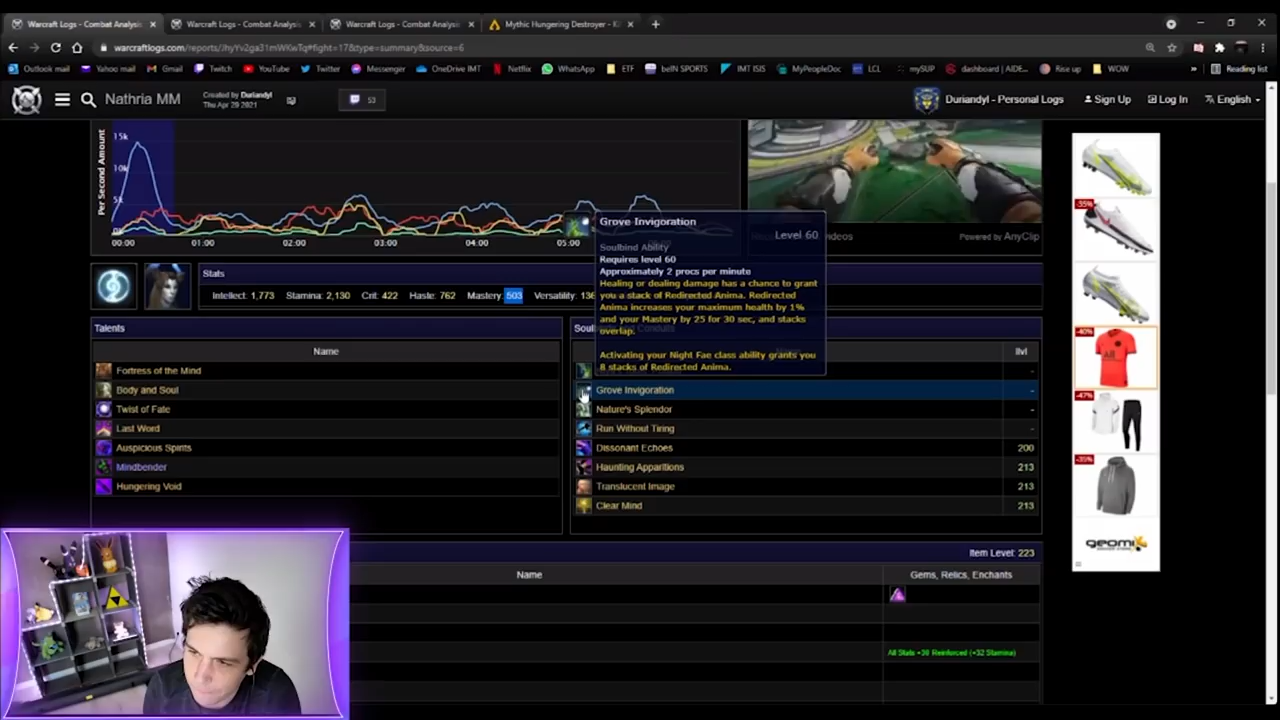 Warcraft Logs - Combat Analysis
Warcraft Logs - Combat Analysis
Warcraft Logs - Combat Analysis
Mythic Hungering Destroyer - Ki
warcraftlogs.com/reports/
Outlook mail
Yahoo mail
Gmail
Twitch
YouTube
Twitter
Messenger
OneDrive IMT
Netflix
WhatsApp
ETF
beIN SPORTS
IMT ISIS
MyPeopleDoc
LCL
mySUP
dashboard | AIDE...
Rise up
WOW
»
Reading list
Nathria MM
Created by Duriandyl
Thu Apr 29 2021
53
Duriandyl - Personal Logs
Sign Up
Log In
English
Per Second Amount
15k
10k
5k
00:00
01:00
02:00
03:00
04:00
05:00
Grove Invigoration
Level 60
Soulbind Ability
Requires level 60
Approximately 2 procs per minute
Healing or dealing damage has a chance to grant
you a stack of Redirected Anima. Redirected
Anima increases your maximum health by 1%
and your Mastery by 25 for 30 sec, and stacks
overlap.
Activating your Night Fae class ability grants you
8 stacks of Redirected Anima.
Powered by AnyClip
Stats
Intellect: 1,773
Stamina: 2,130
Crit: 422
Haste: 762
Mastery: 503
Versatility: 136
Talents
Name
Fortress of the Mind
Body and Soul
Twist of Fate
Last Word
Auspicious Spirits
Mindbender
Hungering Void
Ilvl
-
Grove Invigoration -
Nature's Splendor -
Run Without Tiring -
Dissonant Echoes 200
Haunting Apparitions 213
Translucent Image 213
Clear Mind 213
Item Level: 223
Name
Gems, Relics, Enchants
All Stats +30 Reinforced (+32 Stamina)
-35%
-40%
-47%
-35%
geomix